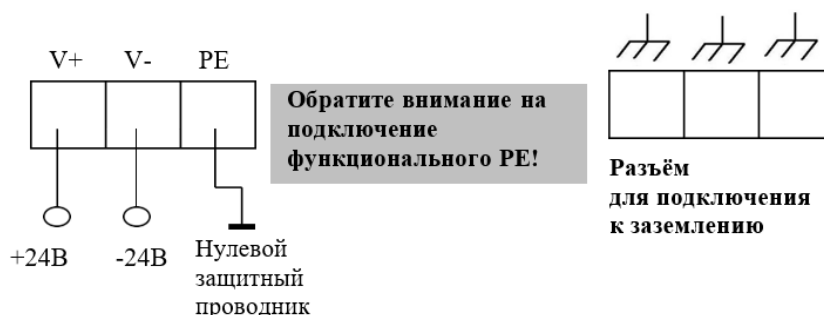 V+ V- PE
+24В -24В Нулевой
защитный
проводник
Обратите внимание на
подключение
функционального PE!
Разъём
для подключения
к заземлению